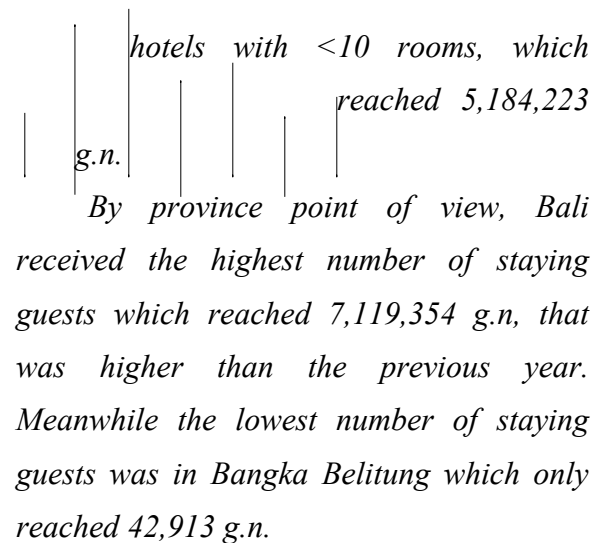 hotels with <10 rooms, which
reached 5,184,223
g.n.
By province point of view, Bali
received the highest number of staying
guests which reached 7,119,354 g.n, that
was higher than the previous year.
Meanwhile the lowest number of staying
guests was in Bangka Belitung which only
reached 42,913 g.n.